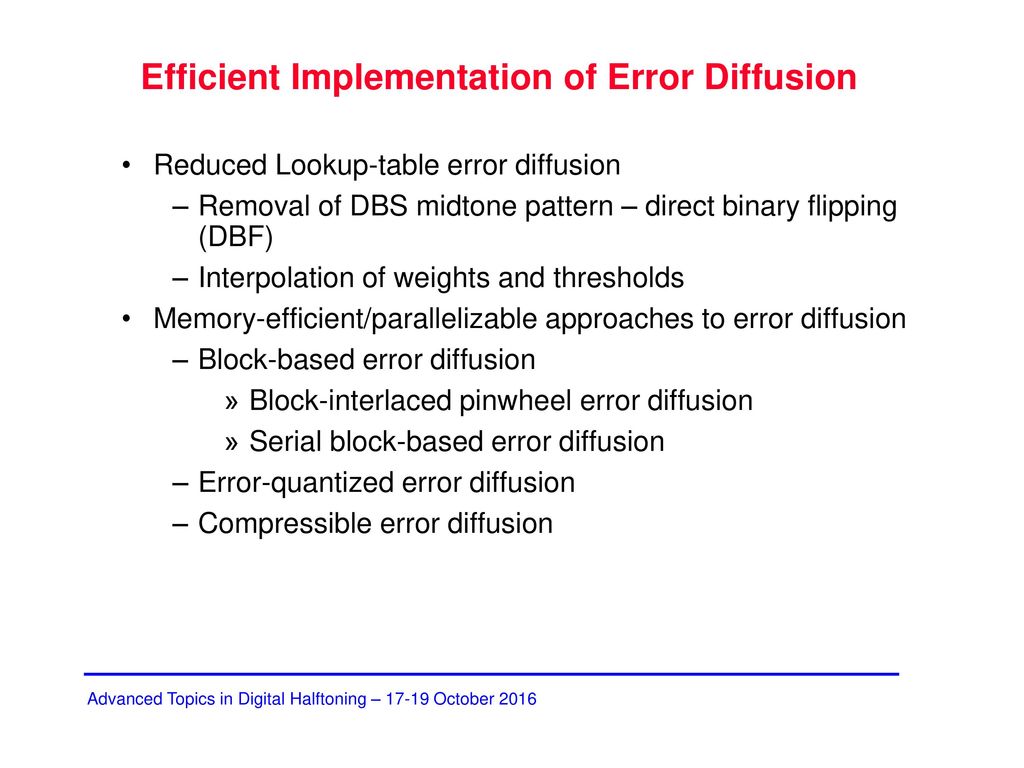 Efficient Implementation of Error Diffusion
• Reduced Lookup-table error diffusion
– Removal of DBS midtone pattern – direct binary flipping
(DBF)
– Interpolation of weights and thresholds
• Memory-efficient/parallelizable approaches to error diffusion
– Block-based error diffusion
» Block-interlaced pinwheel error diffusion
» Serial block-based error diffusion
– Error-quantized error diffusion
– Compressible error diffusion
Advanced Topics in Digital Halftoning – 17-19 October 2016